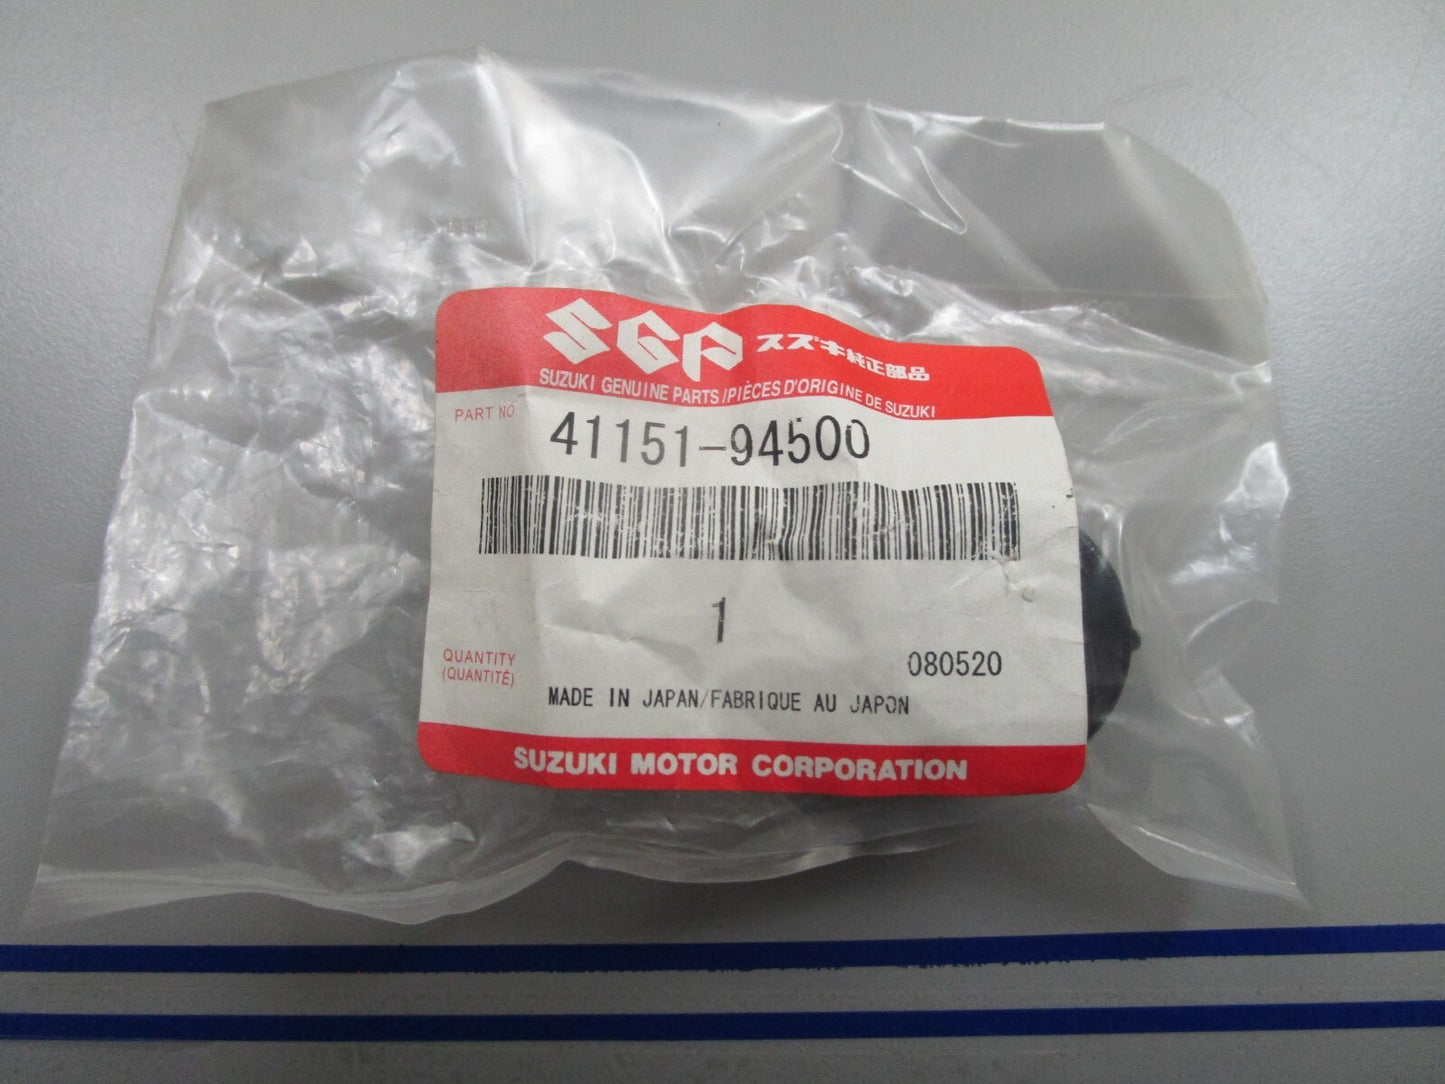 SGP スズキ純正部品
SUZUKI GENUINE PARTS/PIÈCES D'ORIGINE DE SUZUKI
PART NO
41151-94500
1
QUANTITY
(QUANTITÉ)
080520
MADE IN JAPAN/FABRIQUE AU JAPON
SUZUKI MOTOR CORPORATION